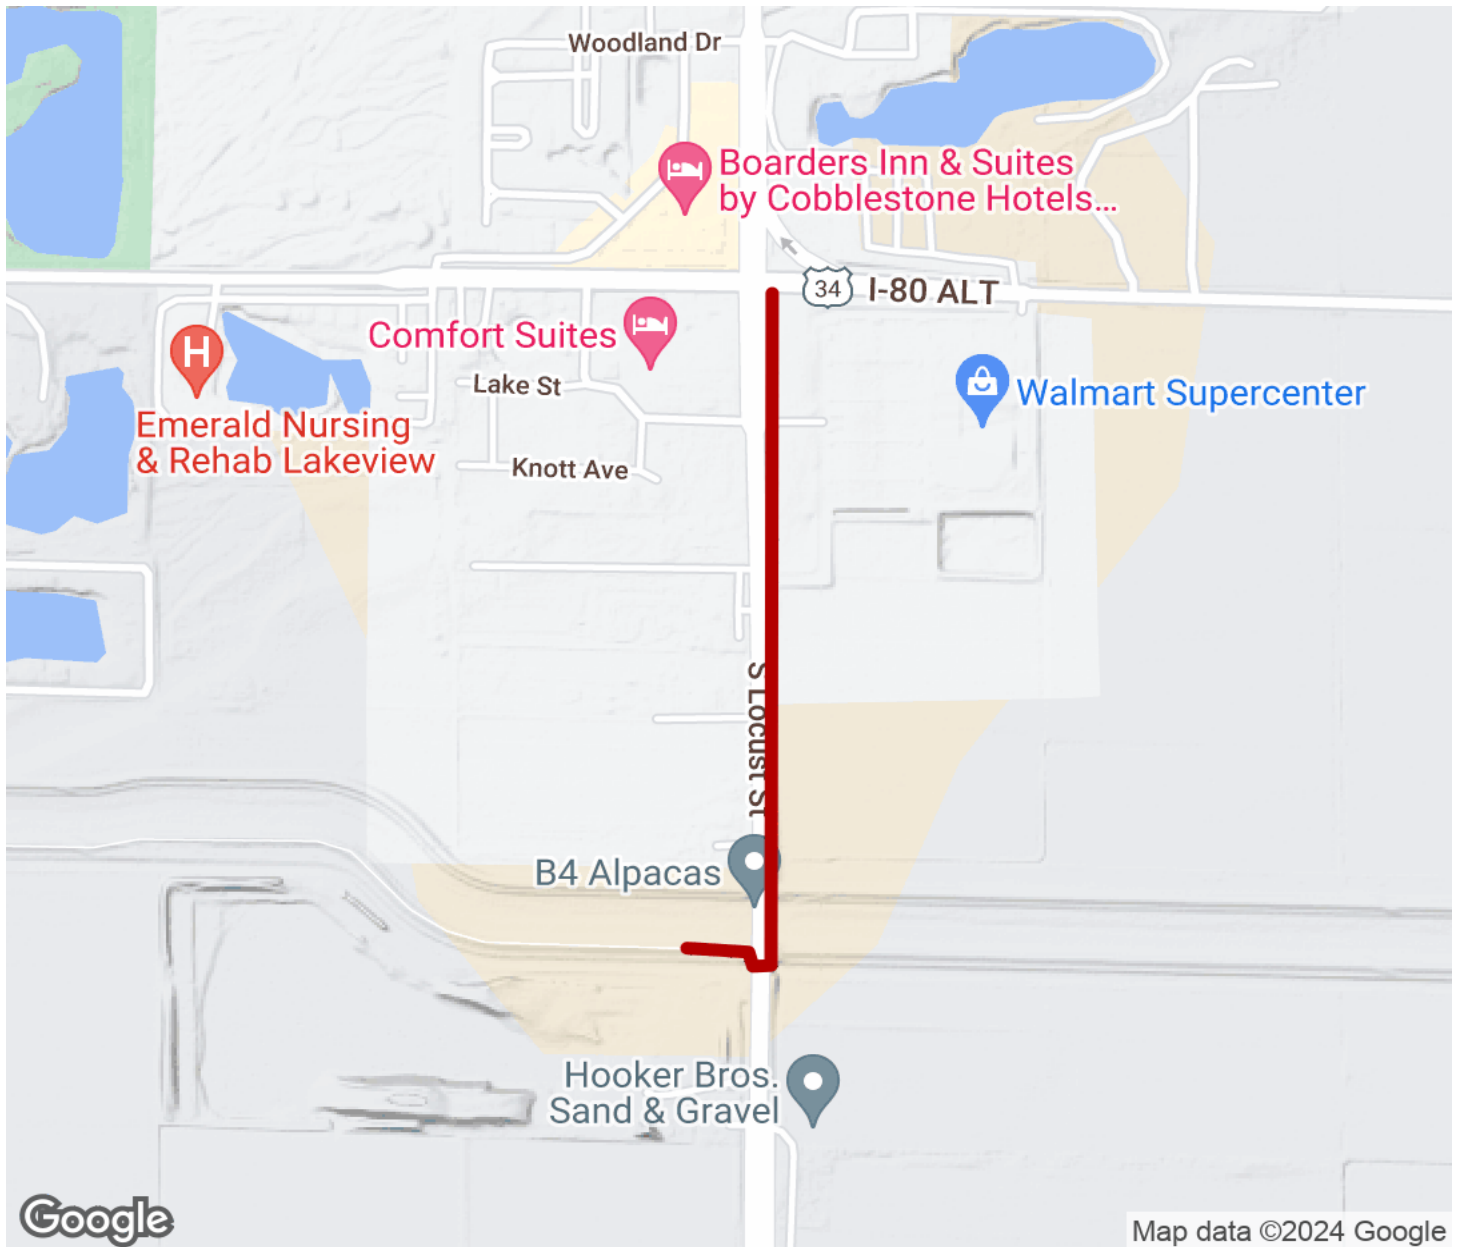 Woodland Dr
Boarders Inn & Suites
by Cobblestone Hotels...
34
I-80 ALT
Comfort Suites
H
Lake St
Walmart Supercenter
Emerald Nursing
& Rehab Lakeview
Knott Ave
S Locust St
B4 Alpacas
Hooker Bros.
Sand & Gravel
Google
Map data ©2024 Google